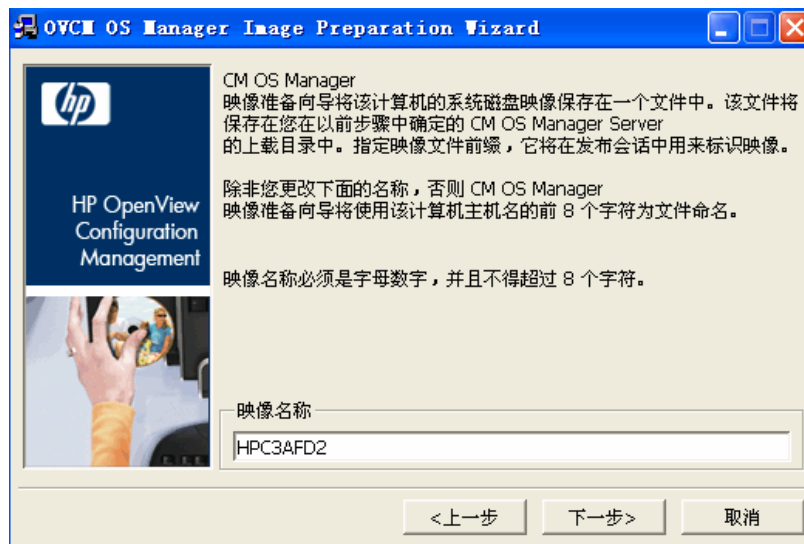 OVCM OS Manager Image Preparation Wizard
hp
HP OpenView
Configuration
Management
CM OS Manager
映像准备向导将该计算机的系统磁盘映像保存在一个文件中。该文件将
保存在您在以前步骤中确定的 CM OS Manager Server
的上载目录中。指定映像文件前缀，它将在发布会话中用来标识映像。
除非您更改下面的名称，否则 CM OS Manager
映像准备向导将使用该计算机主机名的前 8 个字符为文件命名。
映像名称必须是字母数字，并且不得超过 8 个字符。
映像名称
HPC3AFD2
<上一步
下一步>
取消